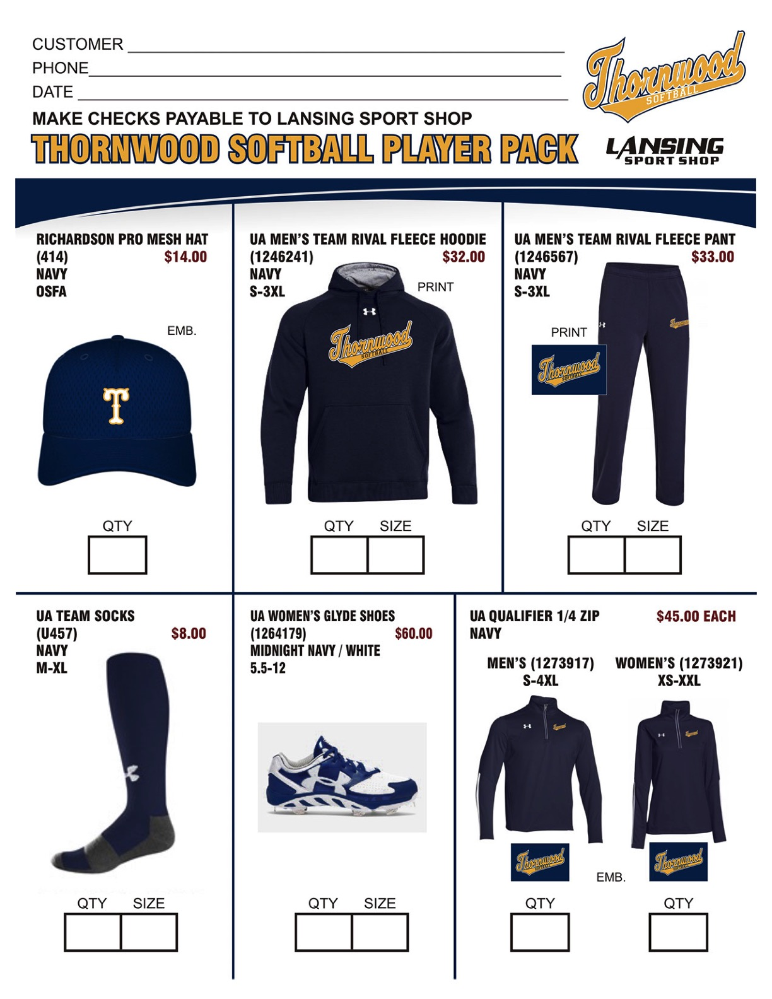 CUSTOMER
PHONE
DATE
MAKE CHECKS PAYABLE TO LANSING SPORT SHOP
THORNWOOD SOFTBALL PLAYER PACK
Thornwood
SOFTBALL
LANSING
SPORT SHOP
RICHARDSON PRO MESH HAT
(414) $14.00
NAVY
OSFA
EMB.
T
QTY
UA MEN'S TEAM RIVAL FLEECE HOODIE
(1246241) $32.00
NAVY
S-3XL
PRINT
Thornwood
SOFTBALL
QTY SIZE
UA MEN'S TEAM RIVAL FLEECE PANT
(1246567) $33.00
NAVY
S-3XL
PRINT
Thornwood
Thornwood
SOFTBALL
QTY SIZE
UA TEAM SOCKS
(U457) $8.00
NAVY
M-XL
QTY SIZE
UA WOMEN'S GLYDE SHOES
(1264179) $60.00
MIDNIGHT NAVY / WHITE
5.5-12
QTY SIZE
UA QUALIFIER 1/4 ZIP $45.00 EACH
NAVY
MEN'S (1273917) WOMEN'S (1273921)
S-4XL XS-XXL
Thornwood Thornwood
Thornwood Thornwood
SOFTBALL SOFTBALL
EMB.
QTY QTY